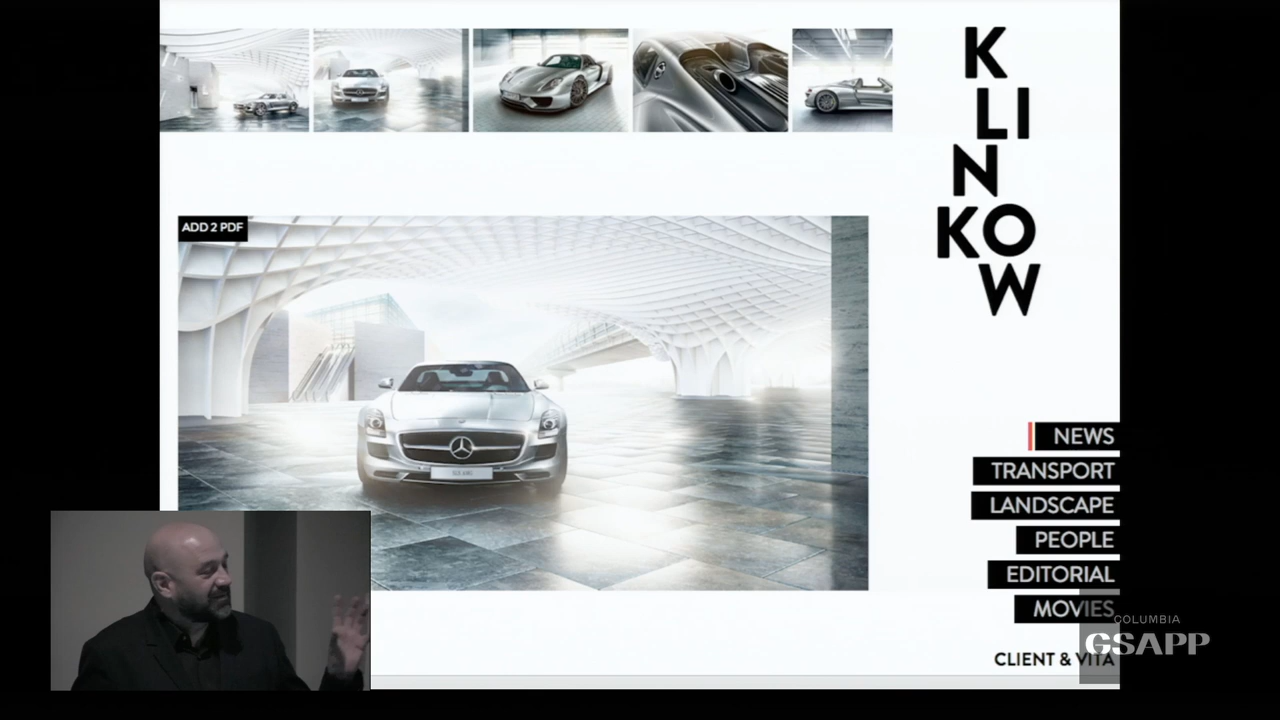 K
LI
N
KO
W
ADD 2 PDF
NEWS
TRANSPORT
LANDSCAPE
PEOPLE
EDITORIAL
MOVIES
CLIENT & VITA
COLUMBIA
GSAPP